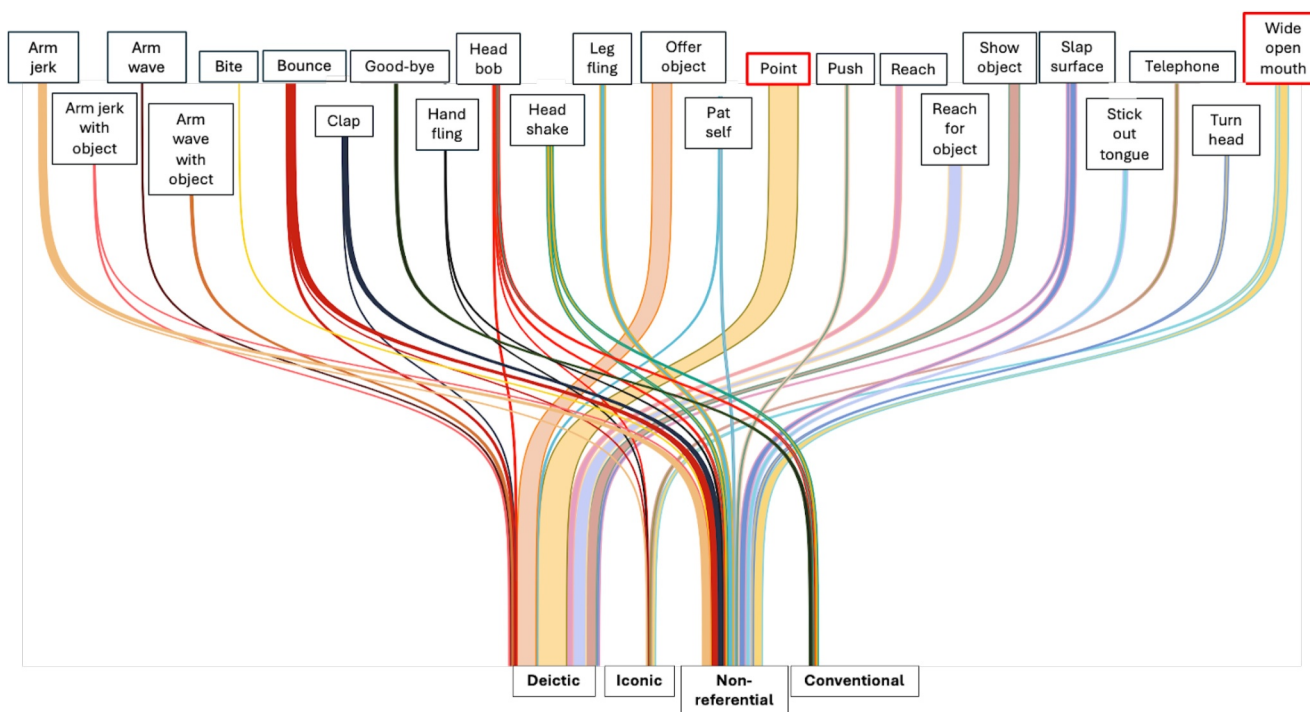 Arm
jerk
Arm
wave
Bite
Bounce
Good-bye
Head
bob
Leg
fling
Offer
object
Point
Push
Reach
Show
object
Slap
surface
Telephone
Wide
open
mouth
Arm jerk
with
object
Arm
wave
with
object
Clap
Hand
fling
Head
shake
Pat
self
Reach
for
object
Stick
out
tongue
Turn
head
Deictic
Iconic
Non-
referential
Conventional